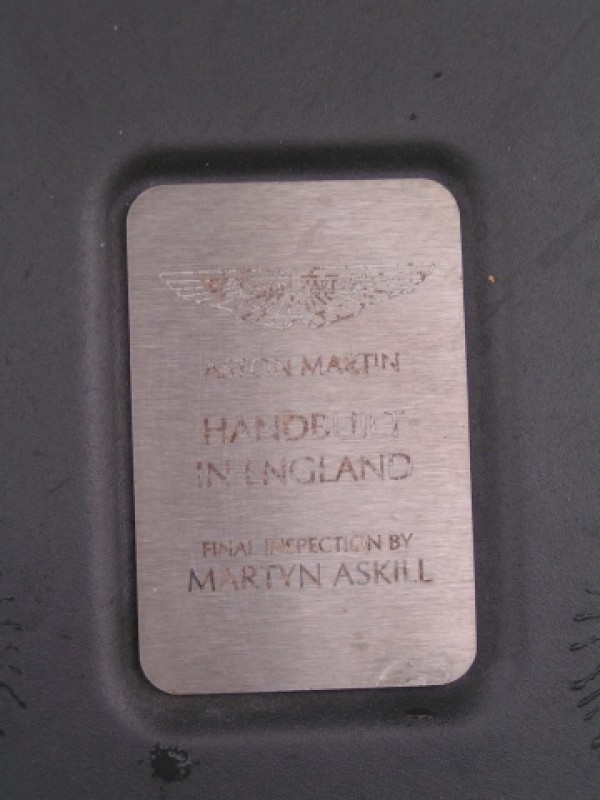 ASTON MARTIN
HANDBUILT
IN ENGLAND
FINAL INSPECTION BY
MARTYN ASKILL